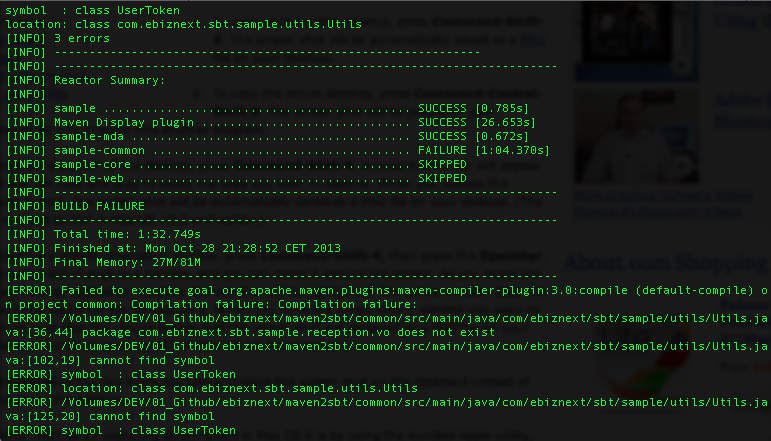 symbol  : class UserToken
location: class com.ebiznext.sbt.sample.utils.Utils
[INFO] 3 errors
[INFO] -----------------------------------------------------
[INFO] ------------------------------------------------------------------------
[INFO] Reactor Summary:
[INFO]
[INFO] sample ...................................... SUCCESS [0.785s]
[INFO] Maven Display plugin .......................... SUCCESS [26.653s]
[INFO] sample-mda .................................. SUCCESS [0.672s]
[INFO] sample-common ................................. FAILURE [1:04.370s]
[INFO] sample-core ................................... SKIPPED
[INFO] sample-web .................................. SKIPPED
[INFO] ------------------------------------------------------------------------
[INFO] BUILD FAILURE
[INFO] ------------------------------------------------------------------------
[INFO] Total time: 1:32.749s
[INFO] Finished at: Mon Oct 28 21:28:52 CET 2013
[INFO] Final Memory: 27M/81M
[INFO] ------------------------------------------------------------------------
[ERROR] Failed to execute goal org.apache.maven.plugins:maven-compiler-plugin:3.0:compile (default-compile) o
n project common: Compilation failure: Compilation failure:
[ERROR] /Volumes/DEV/01_Github/ebiznext/maven2sbt/common/src/main/java/com/ebiznext/sbt/sample/utils/Utils.ja
va:[36,44] package com.ebiznext.sbt.sample.reception.vo does not exist
[ERROR] /Volumes/DEV/01_Github/ebiznext/maven2sbt/common/src/main/java/com/ebiznext/sbt/sample/utils/Utils.ja
va:[102,19] cannot find symbol
[ERROR] symbol  : class UserToken
[ERROR] location: class com.ebiznext.sbt.sample.utils.Utils
[ERROR] /Volumes/DEV/01_Github/ebiznext/maven2sbt/common/src/main/java/com/ebiznext/sbt/sample/utils/Utils.ja
va:[125,20] cannot find symbol
[ERROR] symbol  : class UserToken
About.com Shopping